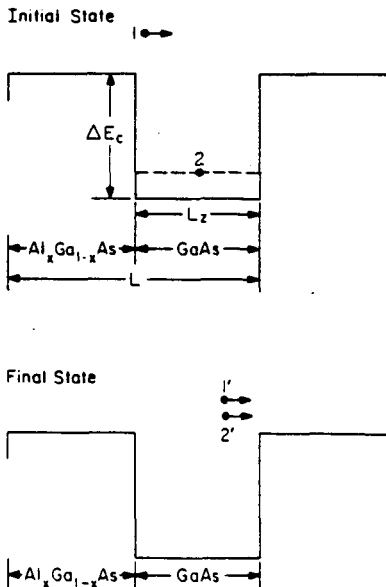 Initial State
1
ΔEc
2
Lz
AlxGa1-xAs
GaAs
L
Final State
1'
2'
AlxGa1-xAs
GaAs